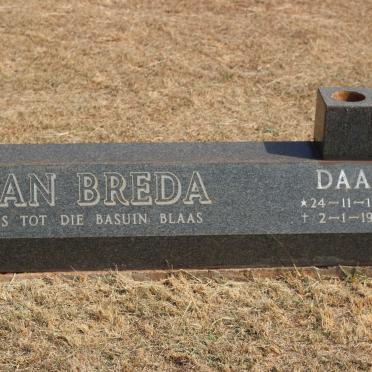 AN BREDA
S TOT DIE BASUIN BLAAS
DAA
★24-11-1
†2-1-19